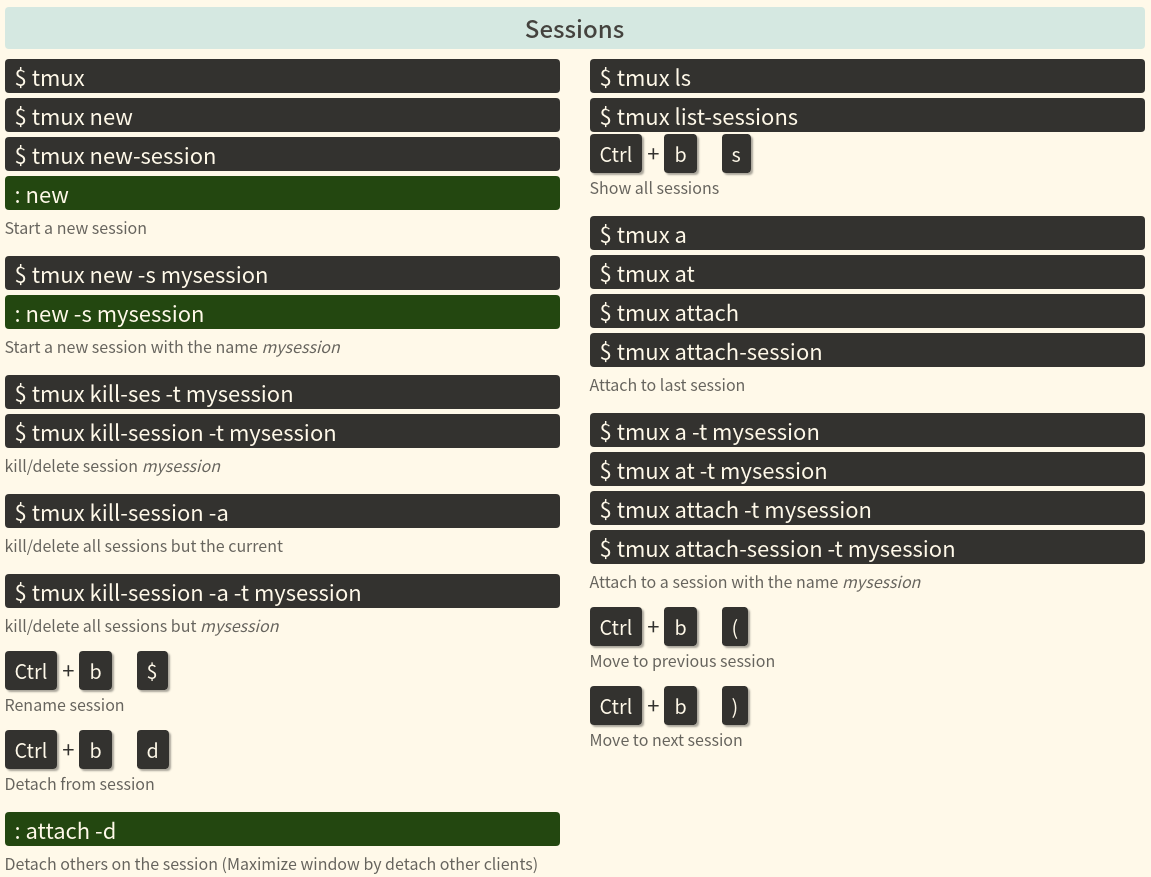 Sessions
$ tmux
$ tmux new
$ tmux new-session
: new
Start a new session
$ tmux new -s mysession
: new -s mysession
Start a new session with the name mysession
$ tmux kill-ses -t mysession
$ tmux kill-session -t mysession
kill/delete session mysession
$ tmux kill-session -a
kill/delete all sessions but the current
$ tmux kill-session -a -t mysession
kill/delete all sessions but mysession
Ctrl + b $
Rename session
Ctrl + b d
Detach from session
: attach -d
Detach others on the session (Maximize window by detach other clients)
$ tmux ls
$ tmux list-sessions
Ctrl + b s
Show all sessions
$ tmux a
$ tmux at
$ tmux attach
$ tmux attach-session
Attach to last session
$ tmux a -t mysession
$ tmux at -t mysession
$ tmux attach -t mysession
$ tmux attach-session -t mysession
Attach to a session with the name mysession
Ctrl + b (
Move to previous session
Ctrl + b )
Move to next session